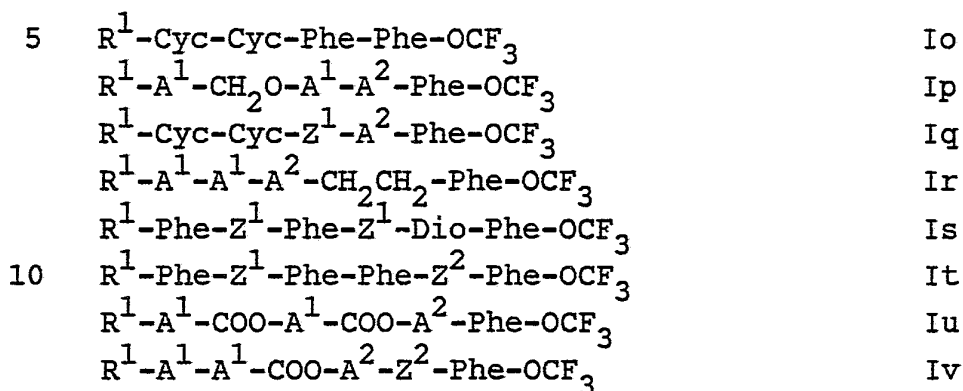 5 R¹-Cyc-Cyc-Phe-Phe-OCF₃ Io
R¹-A¹-CH₂O-A¹-A²-Phe-OCF₃ Ip
R¹-Cyc-Cyc-Z¹-A²-Phe-OCF₃ Iq
R¹-A¹-A¹-A²-CH₂CH₂-Phe-OCF₃ Ir
R¹-Phe-Z¹-Phe-Z¹-Dio-Phe-OCF₃ Is
10 R¹-Phe-Z¹-Phe-Phe-Z²-Phe-OCF₃ It
R¹-A¹-COO-A¹-COO-A²-Phe-OCF₃ Iu
R¹-A¹-A¹-COO-A²-Z²-Phe-OCF₃ Iv